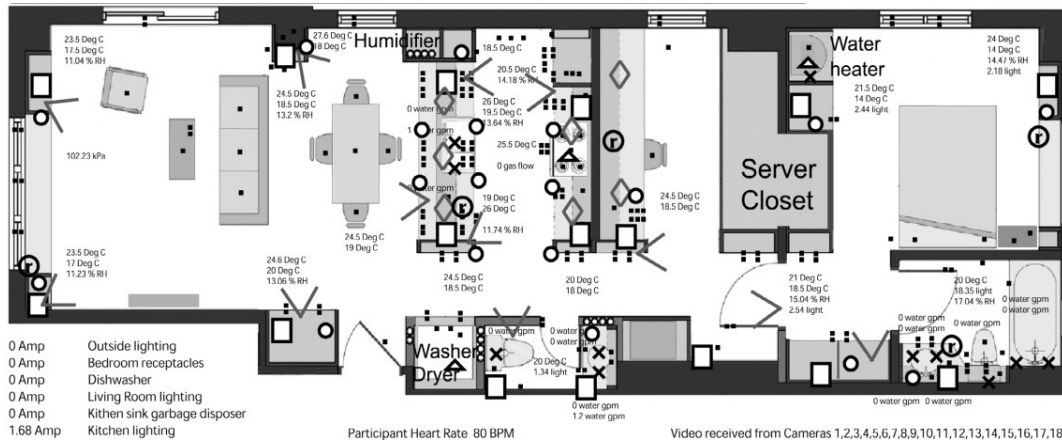 23.5 Deg C
17.5 Deg C
11.04 % RH
27.6 Deg C
18 Deg C
Humidifier
18.5 Deg C
20.5 Deg C
14.18 % RH
24.5 Deg C
18.5 Deg C
13.2 % RH
26 Deg C
19.5 Deg C
13.64 % RH
0 water gpm
25.5 Deg C
0 gas flow
19 Deg C
26 Deg C
11.74 % RH
102.23 kPa
r
r
r
r
r
24.5 Deg C
19 Deg C
23.5 Deg C
17 Deg C
11.23 % RH
24.6 Deg C
20 Deg C
13.06 % RH
24.5 Deg C
18.5 Deg C
20 Deg C
18 Deg C
24.5 Deg C
18.5 Deg C
Server
Closet
Water
heater
21.5 Deg C
14 Deg C
2.44 light
24 Deg C
14 Deg C
14.47 % RH
2.18 light
21 Deg C
18.5 Deg C
15.04 % RH
2.54 light
20 Deg C
18.35 light
17.04 % RH
0 water gpm
0 water gpm
0 water gpm
0 water gpm
0 water gpm
0 water gpm
0 water gpm
Washer
Dryer
0 water gpm
0 water gpm
0 water gpm
20 Deg C
1.34 light
0 water gpm
1.2 water gpm
0 Amp Outside lighting
0 Amp Bedroom receptacles
0 Amp Dishwasher
0 Amp Living Room lighting
0 Amp Kithen sink garbage disposer
1.68 Amp Kitchen lighting
Participant Heart Rate 80 BPM
Video received from Cameras 1,2,3,4,5,6,7,8,9,10,11,12,13,14,15,16,17,18